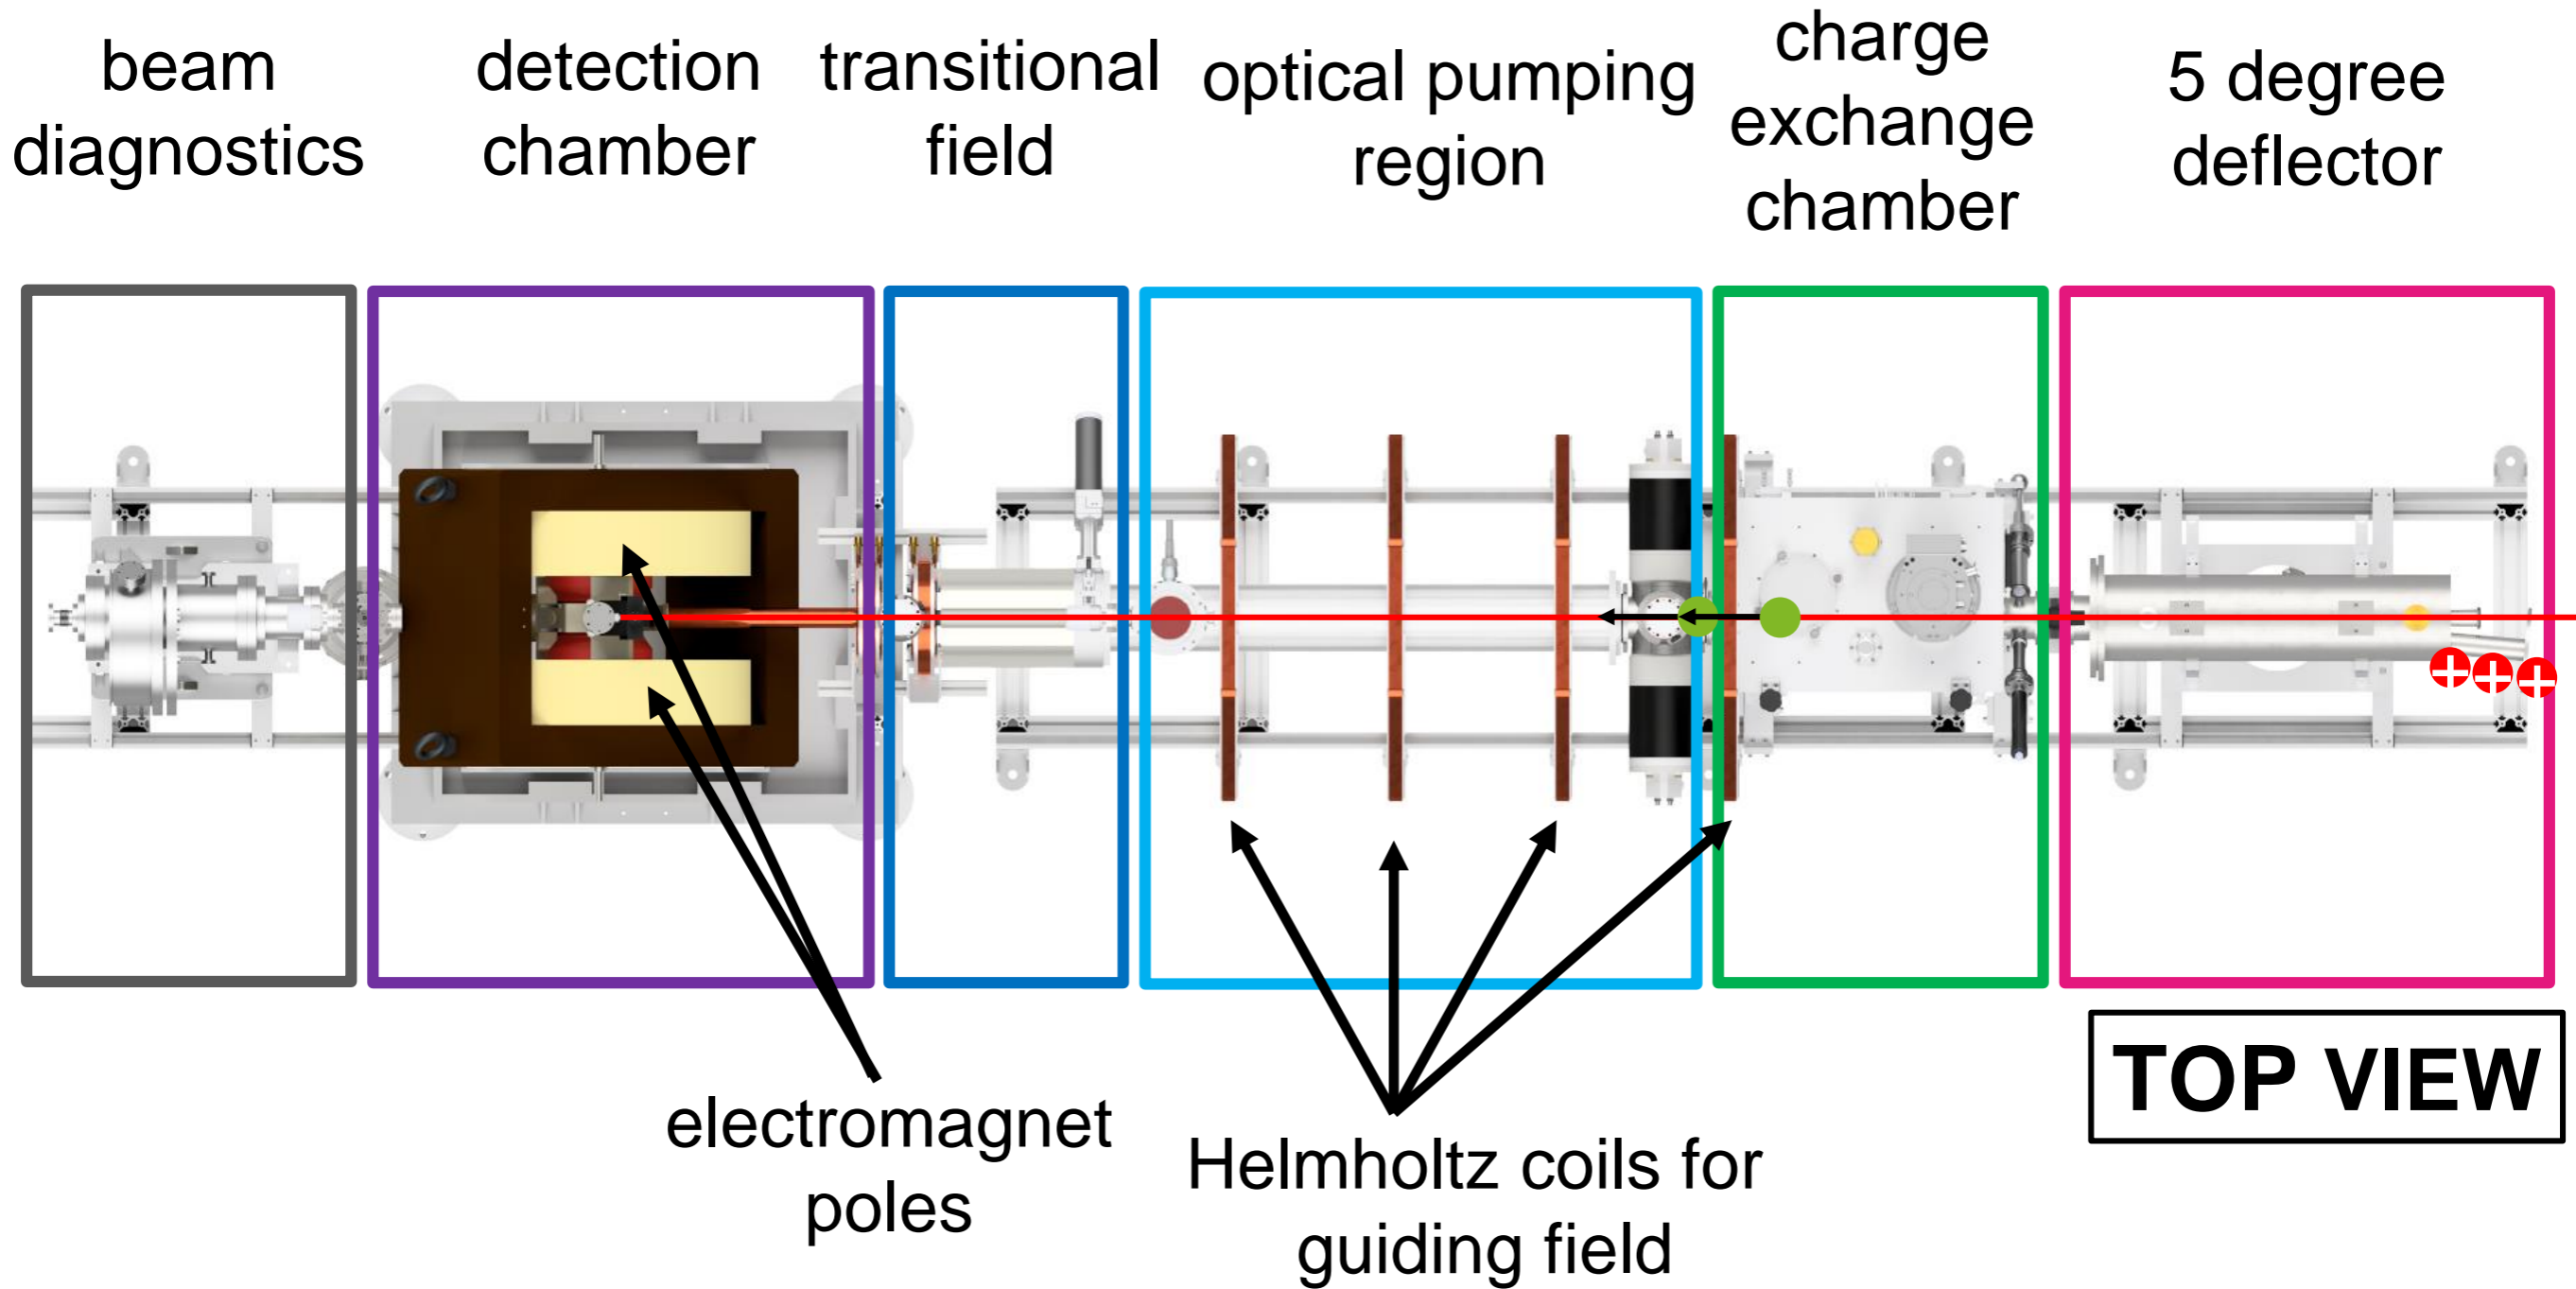 beam
diagnostics
detection
chamber
transitional
field
optical pumping
region
charge
exchange
chamber
5 degree
deflector
TOP VIEW
electromagnet
poles
Helmholtz coils for
guiding field